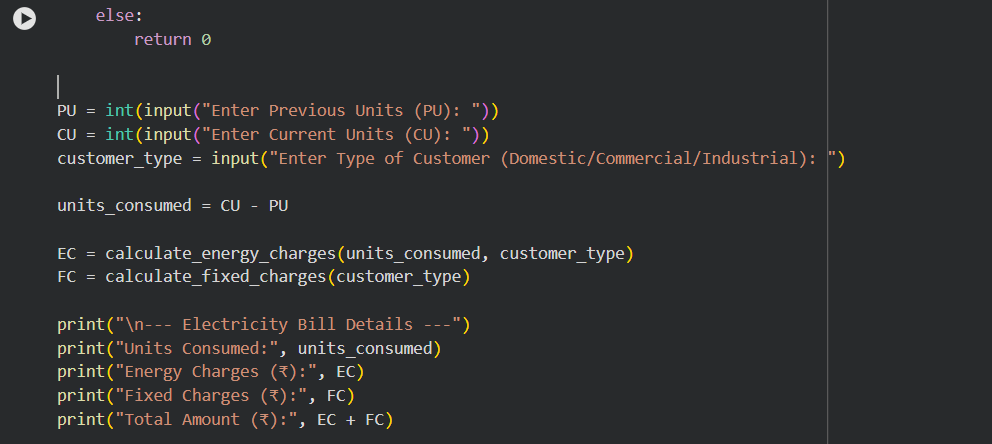 else:
return 0
PU = int(input("Enter Previous Units (PU): "))
CU = int(input("Enter Current Units (CU): "))
customer_type = input("Enter Type of Customer (Domestic/Commercial/Industrial): ")
units_consumed = CU - PU
EC = calculate_energy_charges(units_consumed, customer_type)
FC = calculate_fixed_charges(customer_type)
print("\n--- Electricity Bill Details ---")
print("Units Consumed:", units_consumed)
print("Energy Charges (₹):", EC)
print("Fixed Charges (₹):", FC)
print("Total Amount (₹):", EC + FC)